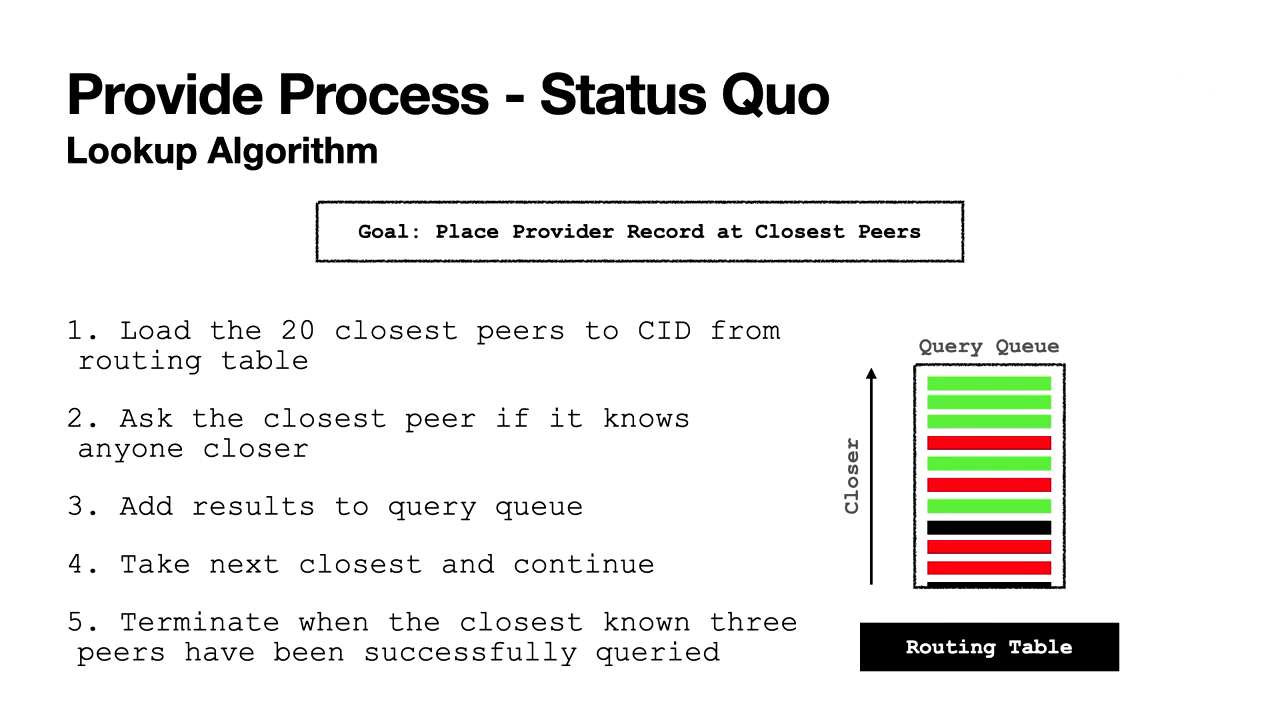 Provide Process - Status Quo
Lookup Algorithm
Goal: Place Provider Record at Closest Peers
1. Load the 20 closest peers to CID from
routing table
2. Ask the closest peer if it knows
anyone closer
3. Add results to query queue
4. Take next closest and continue
5. Terminate when the closest known three
peers have been successfully queried
Query Queue
Closer
Routing Table